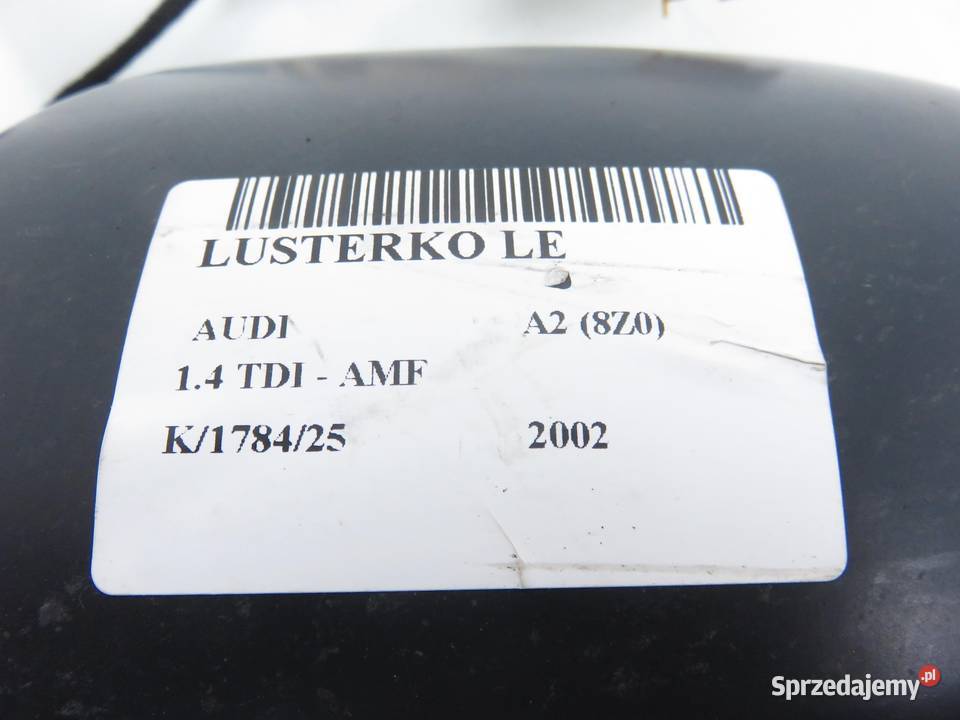 LUSTERKO LE
AUDI A2 (8Z0)
1.4 TDI - AMF
K/1784/25 2002
Sprzedajemy.pl